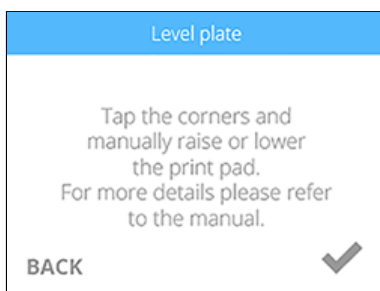 Level plate
Tap the corners and
manually raise or lower
the print pad.
For more details please refer
to the manual.
BACK